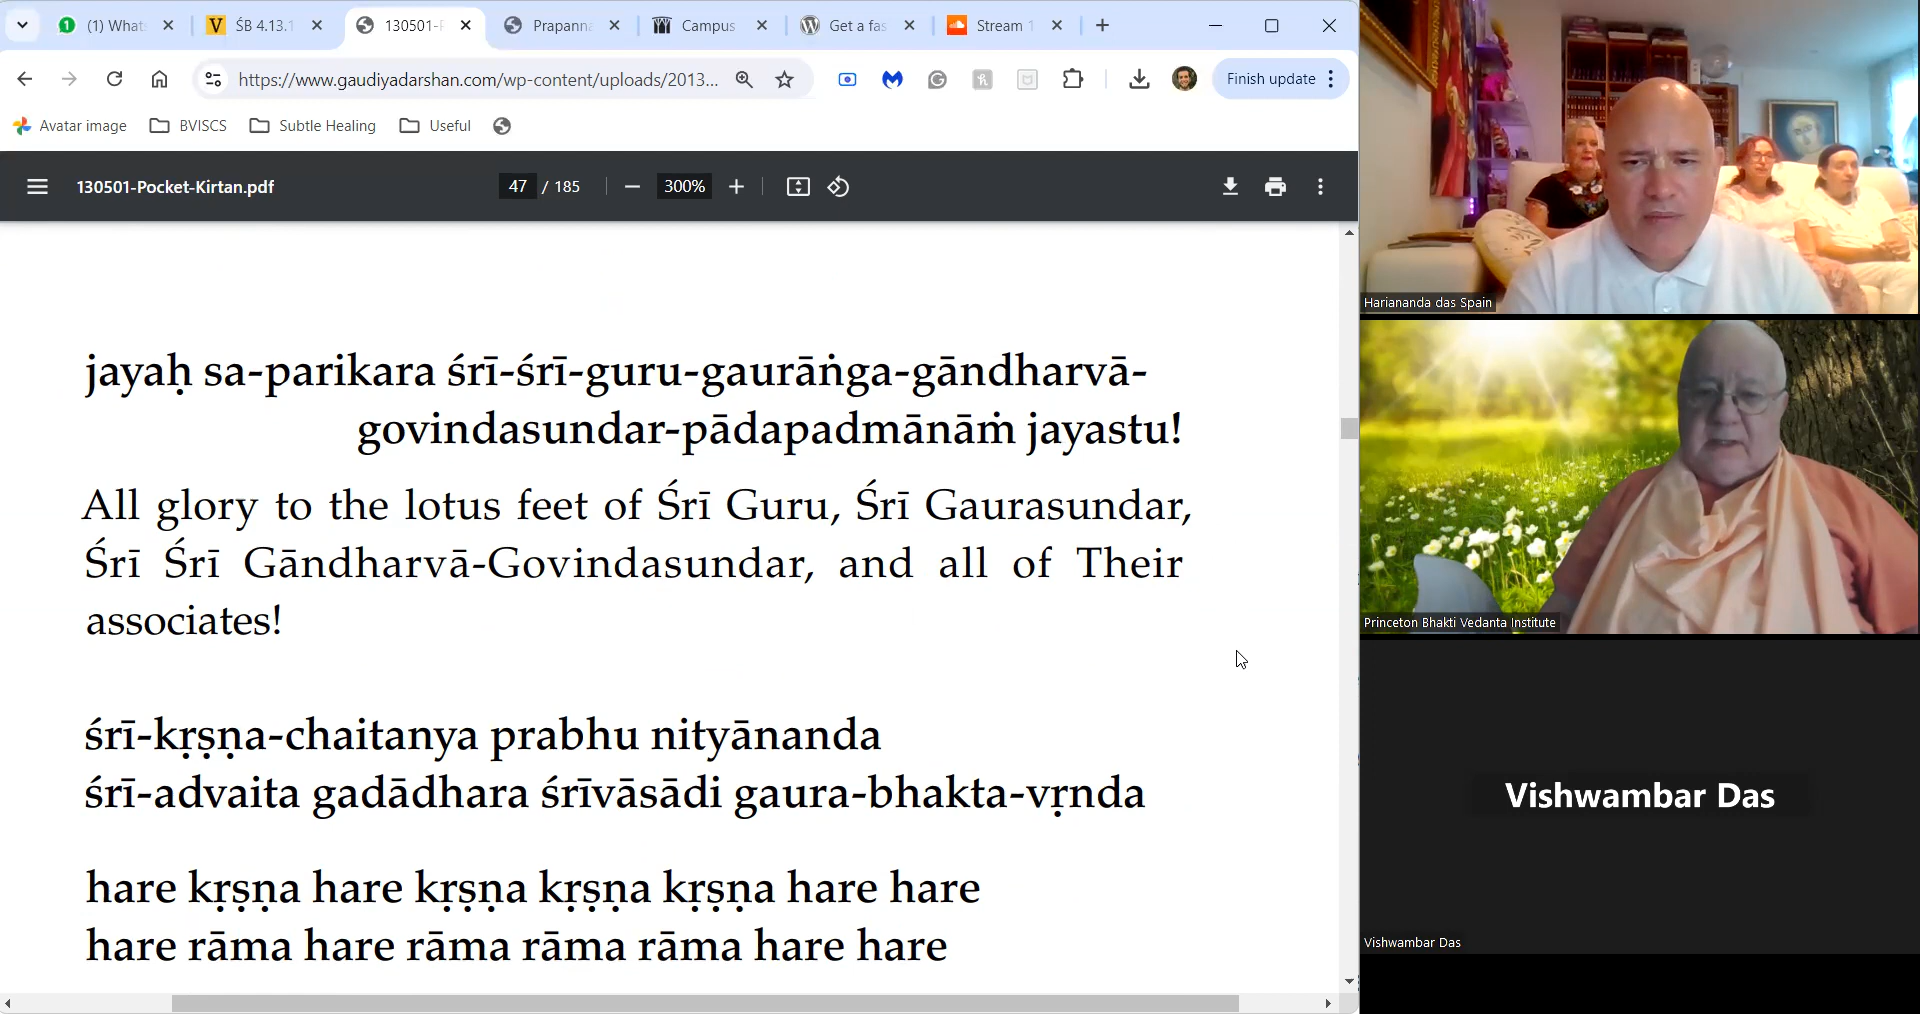 (1) What
ŚB 4.13.1
130501-
Prapanna
Campus
Get a fas
Stream 1
https://www.gaudiyadarshan.com/wp-content/uploads/2013...
Finish update
Avatar image
BVISCS
Subtle Healing
Useful
130501-Pocket-Kirtan.pdf
47 / 185
300%
jayaḥ sa-parikara śrī-śrī-guru-gaurāṅga-gāndharvā-
govindasundar-pādapadmānāṁ jayastu!
All glory to the lotus feet of Śrī Guru, Śrī Gaurasundar,
Śrī Śrī Gāndharvā-Govindasundar, and all of Their
associates!
śrī-kṛṣṇa-chaitanya prabhu nityānanda
śrī-advaita gadādhara śrīvāsādi gaura-bhakta-vṛnda
hare kṛṣṇa hare kṛṣṇa kṛṣṇa kṛṣṇa hare hare
hare rāma hare rāma rāma rāma hare hare
Hariananda das Spain
Princeton Bhakti Vedanta Institute
Vishwambar Das
Vishwambar Das